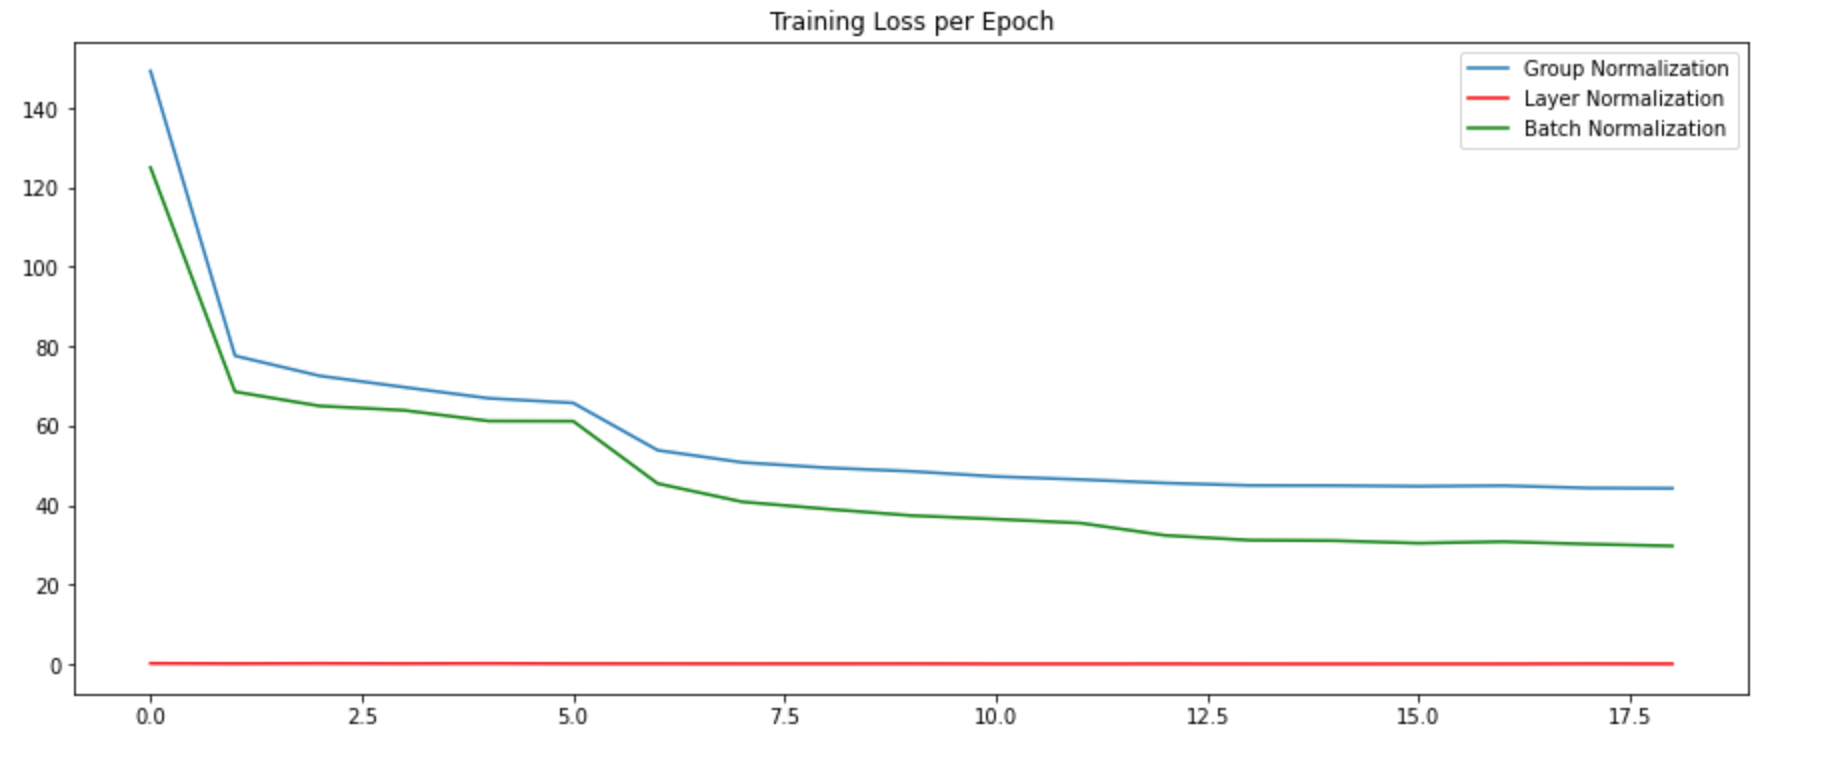 Training Loss per Epoch
Group Normalization
Layer Normalization
Batch Normalization
140
120
100
80
60
40
20
0
0.0 2.5 5.0 7.5 10.0 12.5 15.0 17.5